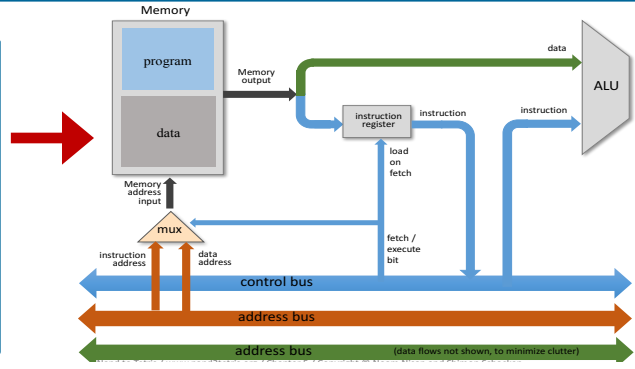 Memory
program
data
Memory
output
data
ALU
instruction
register
instruction
instruction
load
on
fetch
Memory
address
input
mux
fetch /
execute
bit
instruction
address
data
address
control bus
address bus
address bus
(data flows not shown, to minimize clutter)